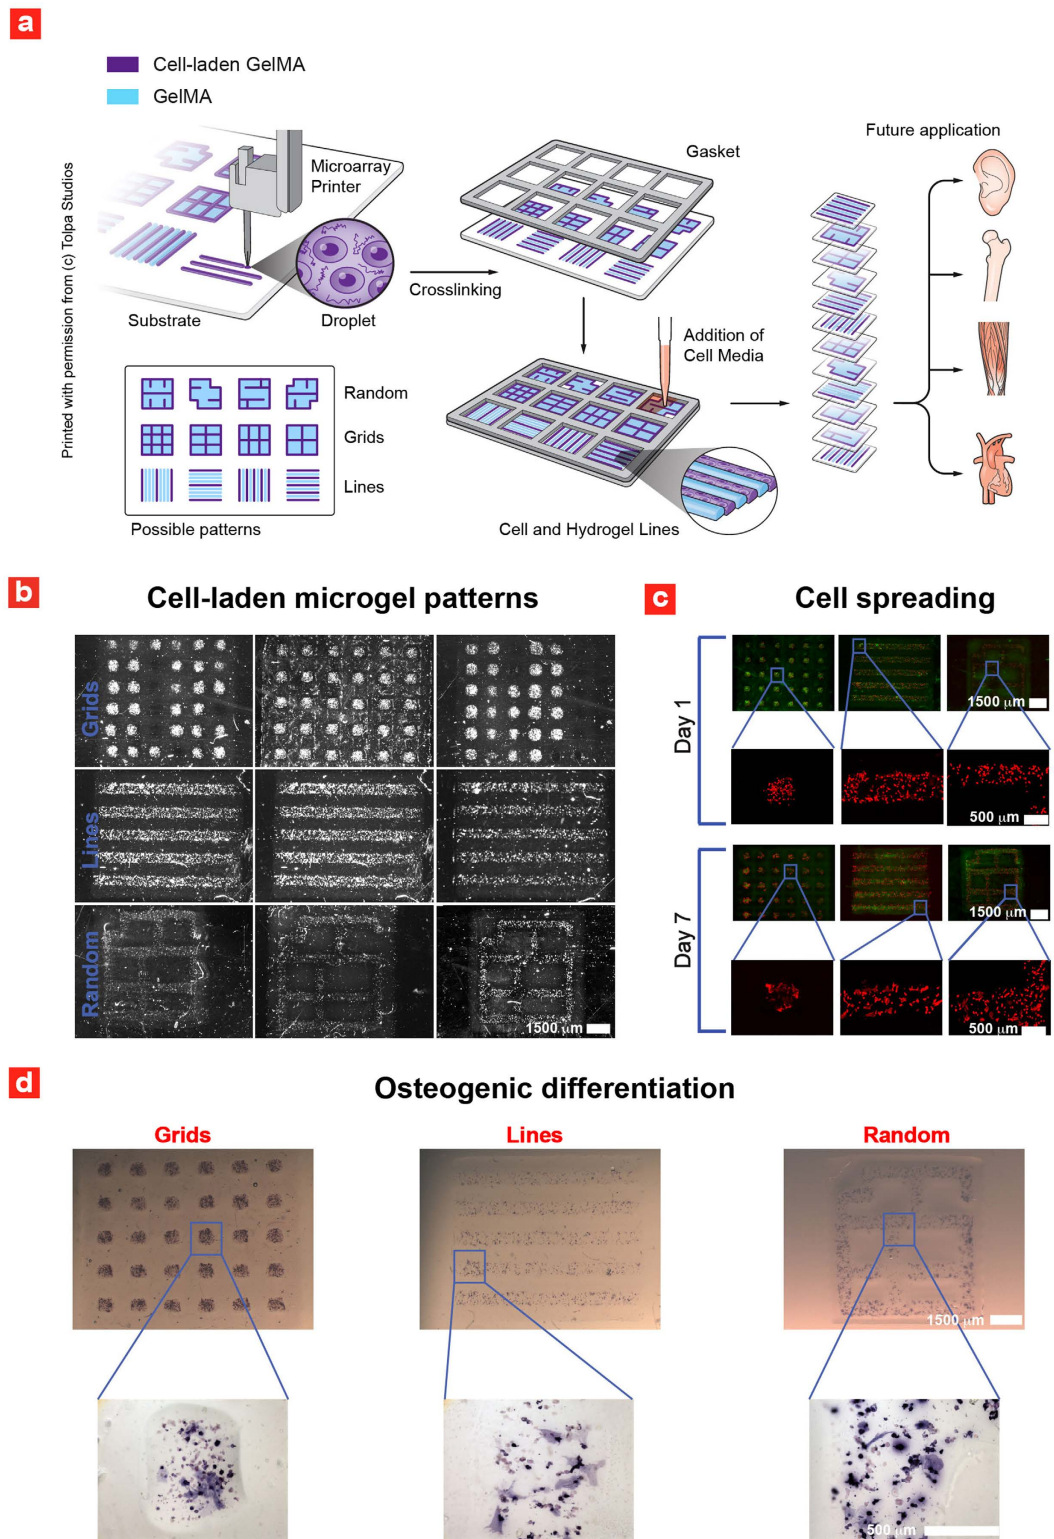 a
Cell-laden GelMA
GelMA
Printed with permission from (c) Tolpa Studios
Microarray
Printer
Substrate
Droplet
Crosslinking
Gasket
Future application
Addition of
Cell Media
Random
Grids
Lines
Possible patterns
Cell and Hydrogel Lines
b
Cell-laden microgel patterns
Grids
Lines
Random
1500 µm
c
Cell spreading
Day 1
1500 µm
500 µm
Day 7
1500 µm
500 µm
d
Osteogenic differentiation
Grids
Lines
Random
1500 µm
500 µm